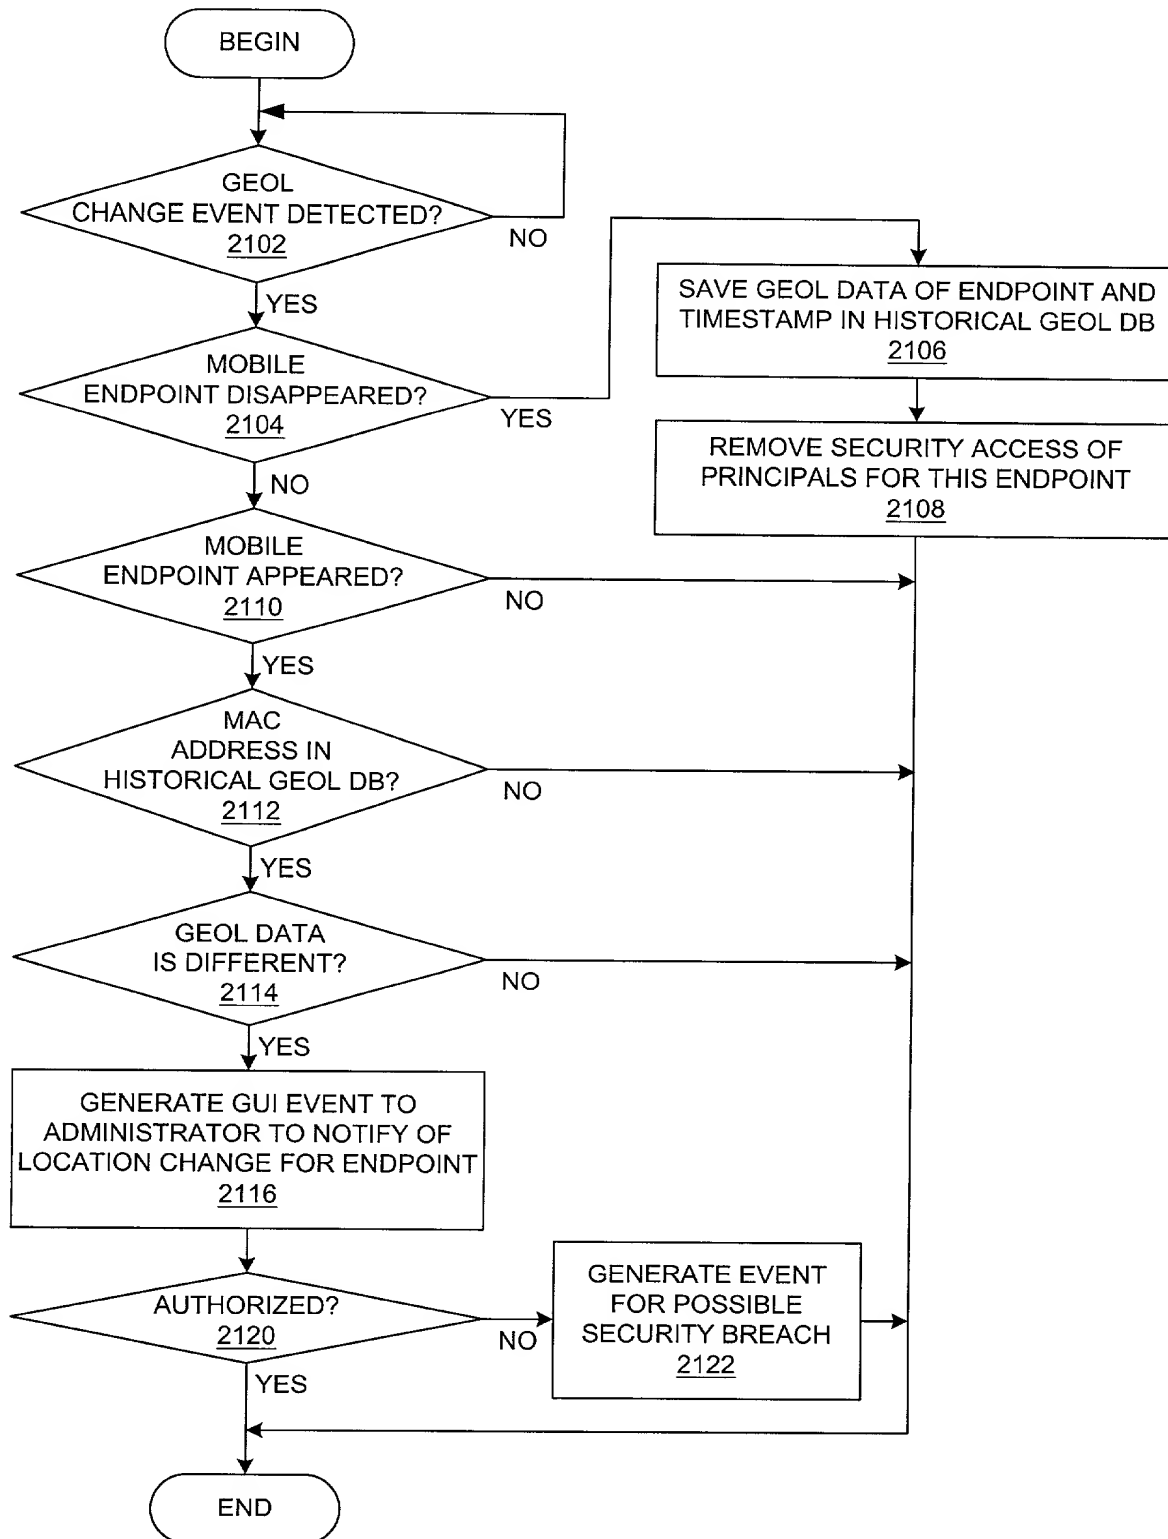 BEGIN
GEOL
CHANGE EVENT DETECTED?
2102
NO
YES
MOBILE
ENDPOINT DISAPPEARED?
2104
YES
NO
SAVE GEOL DATA OF ENDPOINT AND
TIMESTAMP IN HISTORICAL GEOL DB
2106
REMOVE SECURITY ACCESS OF
PRINCIPALS FOR THIS ENDPOINT
2108
MOBILE
ENDPOINT APPEARED?
2110
NO
YES
MAC
ADDRESS IN
HISTORICAL GEOL DB?
2112
NO
YES
GEOL DATA
IS DIFFERENT?
2114
NO
YES
GENERATE GUI EVENT TO
ADMINISTRATOR TO NOTIFY OF
LOCATION CHANGE FOR ENDPOINT
2116
AUTHORIZED?
2120
NO
YES
GENERATE EVENT
FOR POSSIBLE
SECURITY BREACH
2122
END